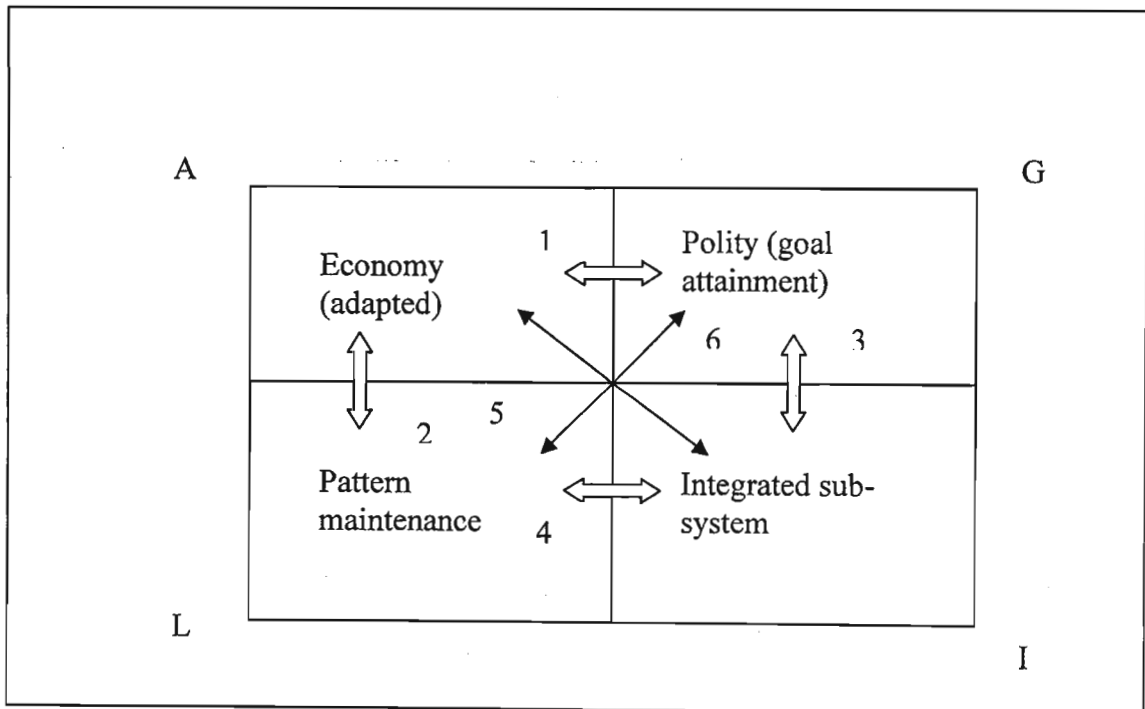 A
G
1
Economy
(adapted)
Polity (goal
attainment)
6
3
2
5
Pattern
maintenance
4
Integrated sub-
system
L
I